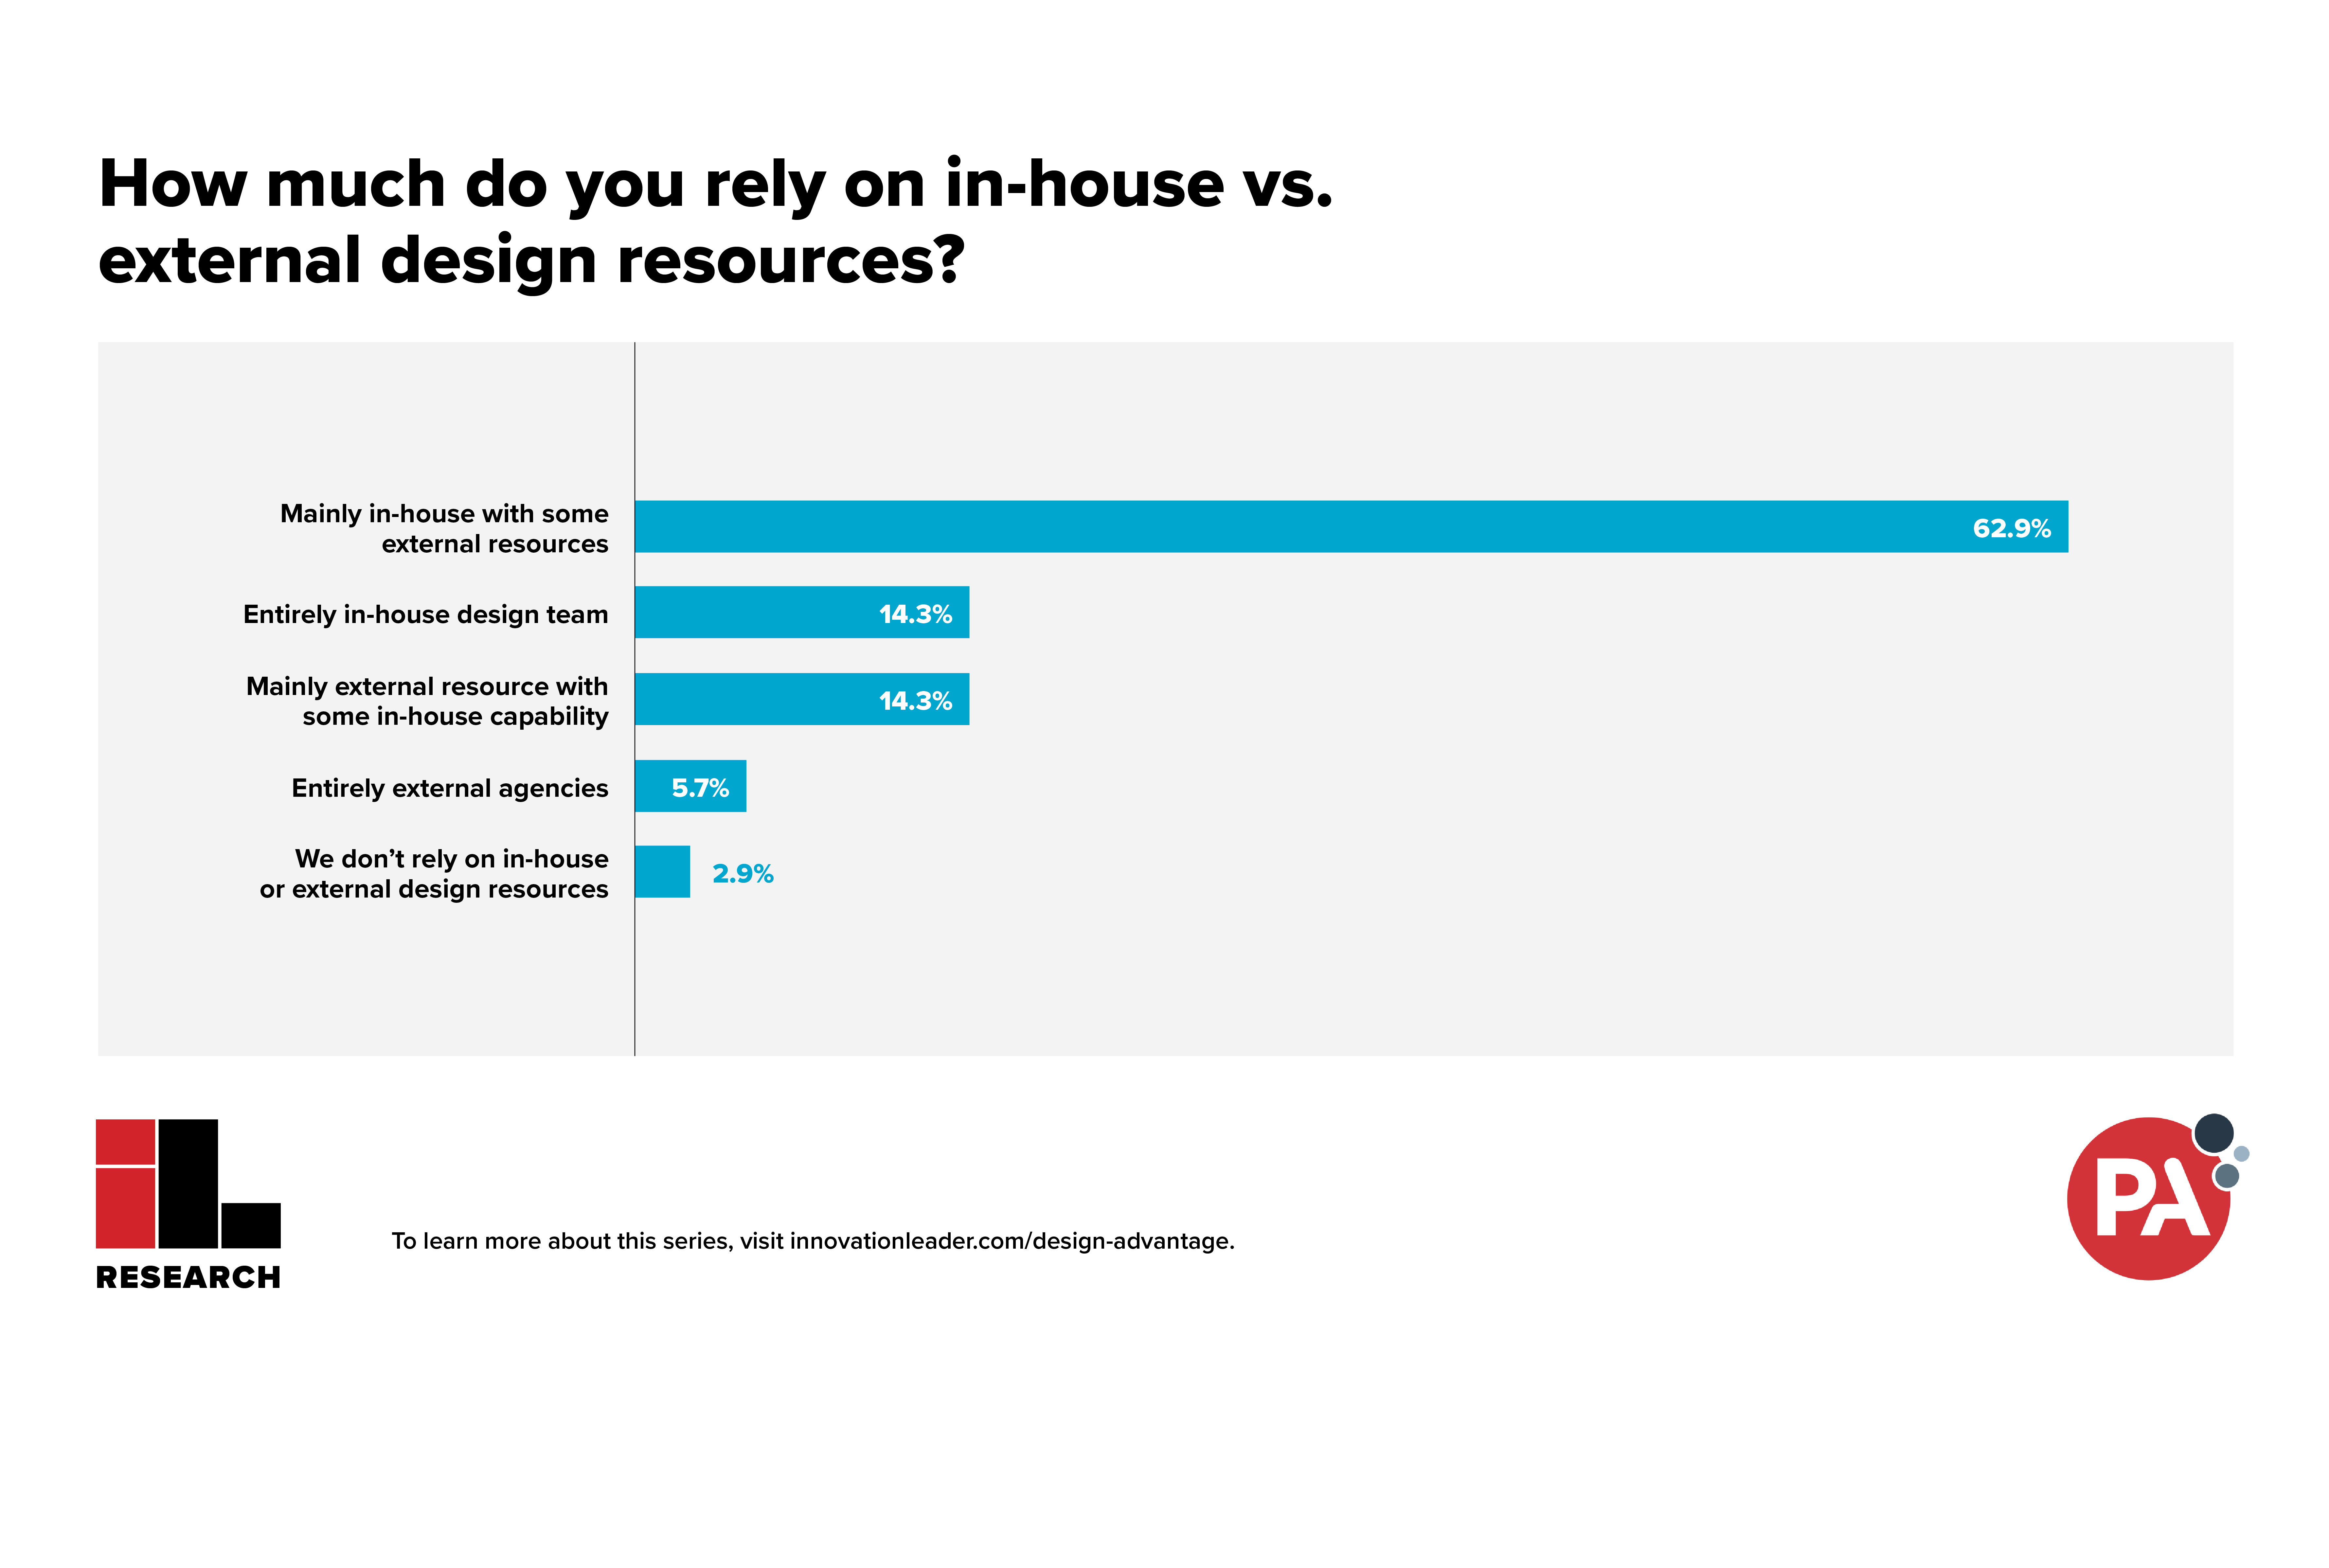 How much do you rely on in-house vs.
external design resources?
Mainly in-house with some
external resources
62.9%
Entirely in-house design team
14.3%
Mainly external resource with
some in-house capability
14.3%
Entirely external agencies
5.7%
We don’t rely on in-house
or external design resources
2.9%
iL
RESEARCH
To learn more about this series, visit innovationleader.com/design-advantage.
PA